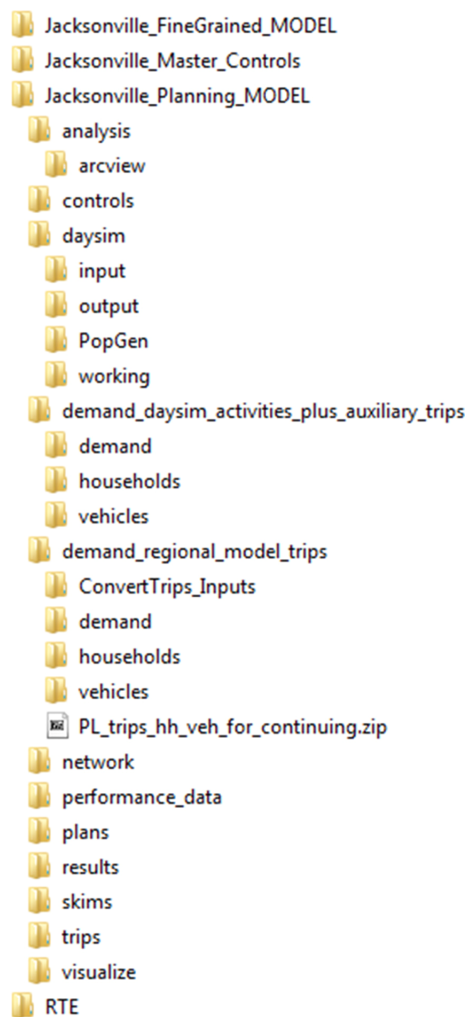 Jacksonville_FineGrained_MODEL
Jacksonville_Master_Controls
Jacksonville_Planning_MODEL
analysis
arcview
controls
daysim
input
output
PopGen
working
demand_daysim_activities_plus_auxiliary_trips
demand
households
vehicles
demand_regional_model_trips
ConvertTrips_Inputs
demand
households
vehicles
PL_trips_hh_veh_for_continuing.zip
network
performance_data
plans
results
skims
trips
visualize
RTE